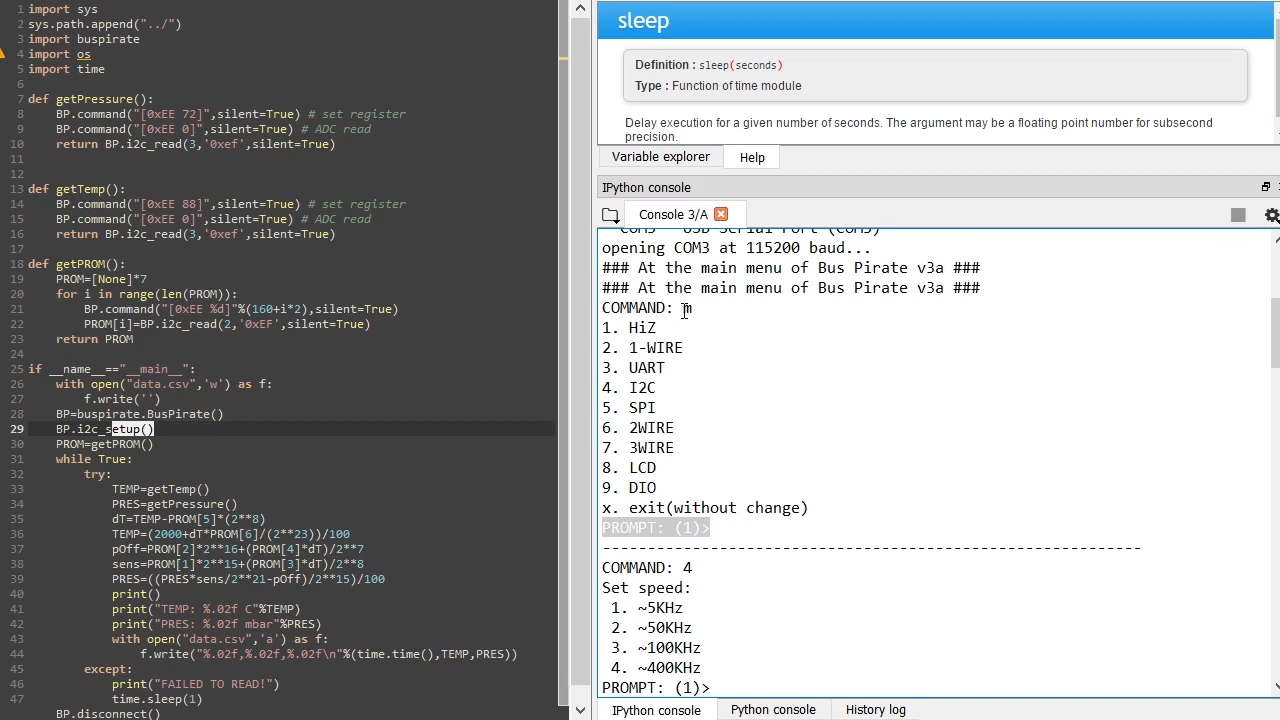 1 import sys
2 sys.path.append("../")
3 import buspirate
4 import os
5 import time
6
7 def getPressure():
8     BP.command("[0xEE 72]",silent=True) # set register
9     BP.command("[0xEE 0]",silent=True) # ADC read
10     return BP.i2c_read(3,'0xef',silent=True)
11
12
13 def getTemp():
14     BP.command("[0xEE 88]",silent=True) # set register
15     BP.command("[0xEE 0]",silent=True) # ADC read
16     return BP.i2c_read(3,'0xef',silent=True)
17
18 def getPROM():
19     PROM=[None]*7
20     for i in range(len(PROM)):
21         BP.command("[0xEE %d]"%(160+i*2),silent=True)
22         PROM[i]=BP.i2c_read(2,'0xEF',silent=True)
23     return PROM
24
25 if __name__=="__main__":
26     with open("data.csv",'w') as f:
27         f.write('')
28     BP=buspirate.BusPirate()
29     BP.i2c_setup()
30     PROM=getPROM()
31     while True:
32         try:
33             TEMP=getTemp()
34             PRES=getPressure()
35             dT=TEMP-PROM[5]*(2**8)
36             TEMP=(2000+dT*PROM[6]/(2**23))/100
37             pOff=PROM[2]*2**16+(PROM[4]*dT)/2**7
38             sens=PROM[1]*2**15+(PROM[3]*dT)/2**8
39             PRES=((PRES*sens/2**21-pOff)/2**15)/100
40             print()
41             print("TEMP: %.02f C"%TEMP)
42             print("PRES: %.02f mbar"%PRES)
43             with open("data.csv",'a') as f:
44                 f.write("%.02f,%.02f,%.02f\n"%(time.time(),TEMP,PRES))
45         except:
46             print("FAILED TO READ!")
47             time.sleep(1)
    BP.disconnect()
sleep
Definition : sleep(seconds)
Type : Function of time module
Delay execution for a given number of seconds. The argument may be a floating point number for subsecond
precision.
Variable explorer Help
IPython console
Console 3/A
COM3 - USB Serial Port (COM3)
opening COM3 at 115200 baud...
### At the main menu of Bus Pirate v3a ###
### At the main menu of Bus Pirate v3a ###
COMMAND: m
1. HiZ
2. 1-WIRE
3. UART
4. I2C
5. SPI
6. 2WIRE
7. 3WIRE
8. LCD
9. DIO
x. exit(without change)
PROMPT: (1)>
------------------------------------------------------------
COMMAND: 4
Set speed:
 1. ~5KHz
 2. ~50KHz
 3. ~100KHz
 4. ~400KHz
PROMPT: (1)>
IPython console Python console History log